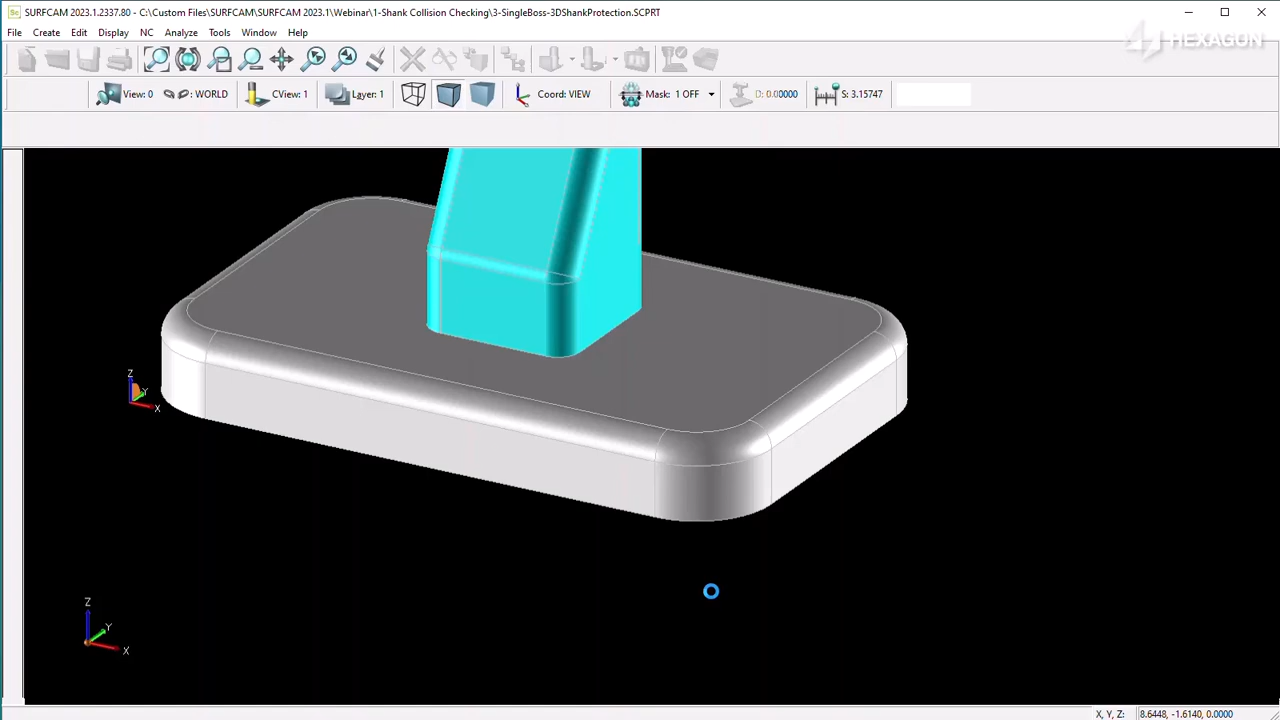 SURFCAM 2023.1.2337.80 - C:\Custom Files\SURFCAM\SURFCAM 2023.1\Webinar\1-Shank Collision Checking\3-SingleBoss-3DShankProtection.SCPRT
HEXAGON
File Create Edit Display NC Analyze Tools Window Help
View: 0 : WORLD CView: 1 Layer: 1 Coord: VIEW Mask: 1 OFF D: 0.00000 S: 3.15747
Z
Y
X
Z
Y
X
X, Y, Z: 8.6448, -1.6140, 0.0000